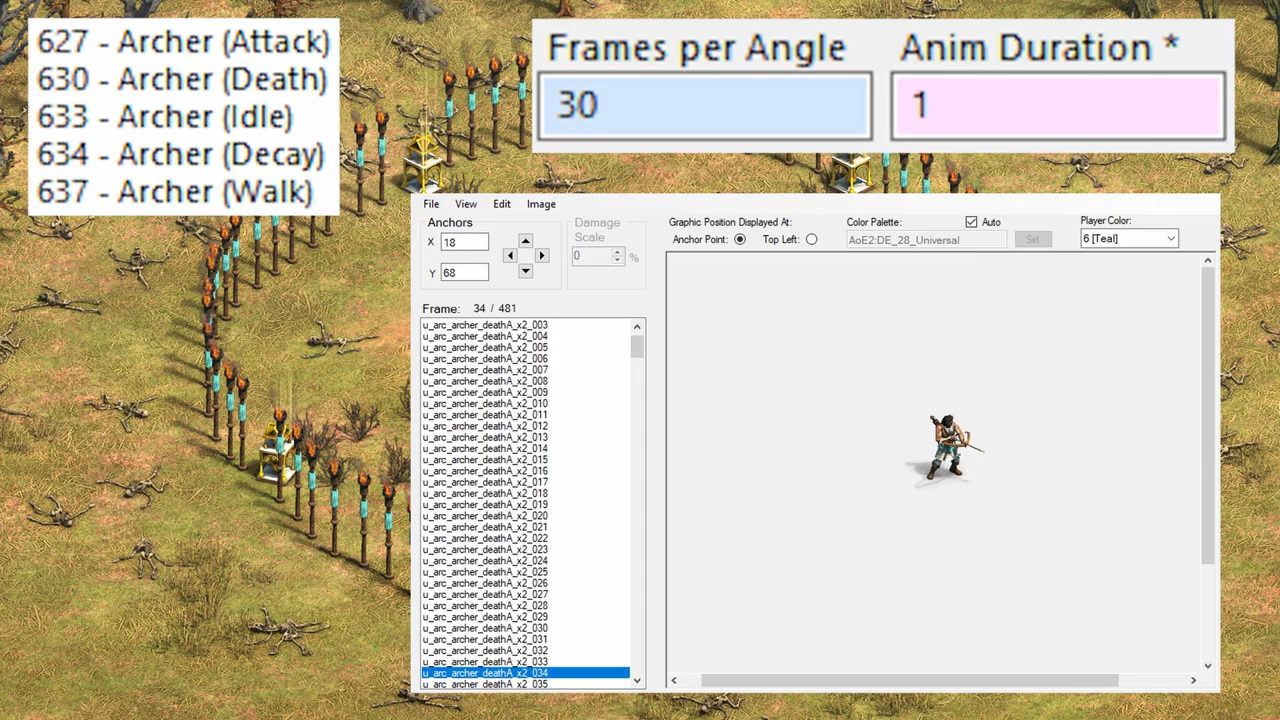 627 - Archer (Attack)
630 - Archer (Death)
633 - Archer (Idle)
634 - Archer (Decay)
637 - Archer (Walk)
Frames per Angle
Anim Duration *
30
1
File View Edit Image
Anchors
X 18
Y 68
Damage
Scale
0 %
Graphic Position Displayed At:
Anchor Point:
Top Left:
Color Palette:
Auto
AoE2:DE_28_Universal
Set
Player Color:
6 [Teal]
Frame: 34 / 481
u_arc_archer_deathA_x2_003
u_arc_archer_deathA_x2_004
u_arc_archer_deathA_x2_005
u_arc_archer_deathA_x2_006
u_arc_archer_deathA_x2_007
u_arc_archer_deathA_x2_008
u_arc_archer_deathA_x2_009
u_arc_archer_deathA_x2_010
u_arc_archer_deathA_x2_011
u_arc_archer_deathA_x2_012
u_arc_archer_deathA_x2_013
u_arc_archer_deathA_x2_014
u_arc_archer_deathA_x2_015
u_arc_archer_deathA_x2_016
u_arc_archer_deathA_x2_017
u_arc_archer_deathA_x2_018
u_arc_archer_deathA_x2_019
u_arc_archer_deathA_x2_020
u_arc_archer_deathA_x2_021
u_arc_archer_deathA_x2_022
u_arc_archer_deathA_x2_023
u_arc_archer_deathA_x2_024
u_arc_archer_deathA_x2_025
u_arc_archer_deathA_x2_026
u_arc_archer_deathA_x2_027
u_arc_archer_deathA_x2_028
u_arc_archer_deathA_x2_029
u_arc_archer_deathA_x2_030
u_arc_archer_deathA_x2_031
u_arc_archer_deathA_x2_032
u_arc_archer_deathA_x2_033
u_arc_archer_deathA_x2_034
u_arc_archer_deathA_x2_035